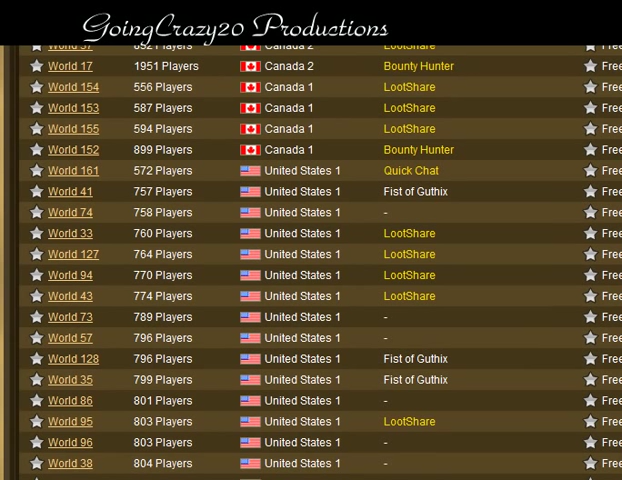 GoingCrazy20 Productions
World 57 892 Players Canada 2 LootShare
World 17 1951 Players Canada 2 Bounty Hunter Free
World 154 556 Players Canada 1 LootShare Free
World 153 587 Players Canada 1 LootShare Free
World 155 594 Players Canada 1 LootShare Free
World 152 899 Players Canada 1 Bounty Hunter Free
World 161 572 Players United States 1 Quick Chat Free
World 41 757 Players United States 1 Fist of Guthix Free
World 74 758 Players United States 1 - Free
World 33 760 Players United States 1 LootShare Free
World 127 764 Players United States 1 LootShare Free
World 94 770 Players United States 1 LootShare Free
World 43 774 Players United States 1 LootShare Free
World 73 789 Players United States 1 - Free
World 57 796 Players United States 1 - Free
World 128 796 Players United States 1 Fist of Guthix Free
World 35 799 Players United States 1 Fist of Guthix Free
World 86 801 Players United States 1 - Free
World 95 803 Players United States 1 LootShare Free
World 96 803 Players United States 1 - Free
World 38 804 Players United States 1 - Free